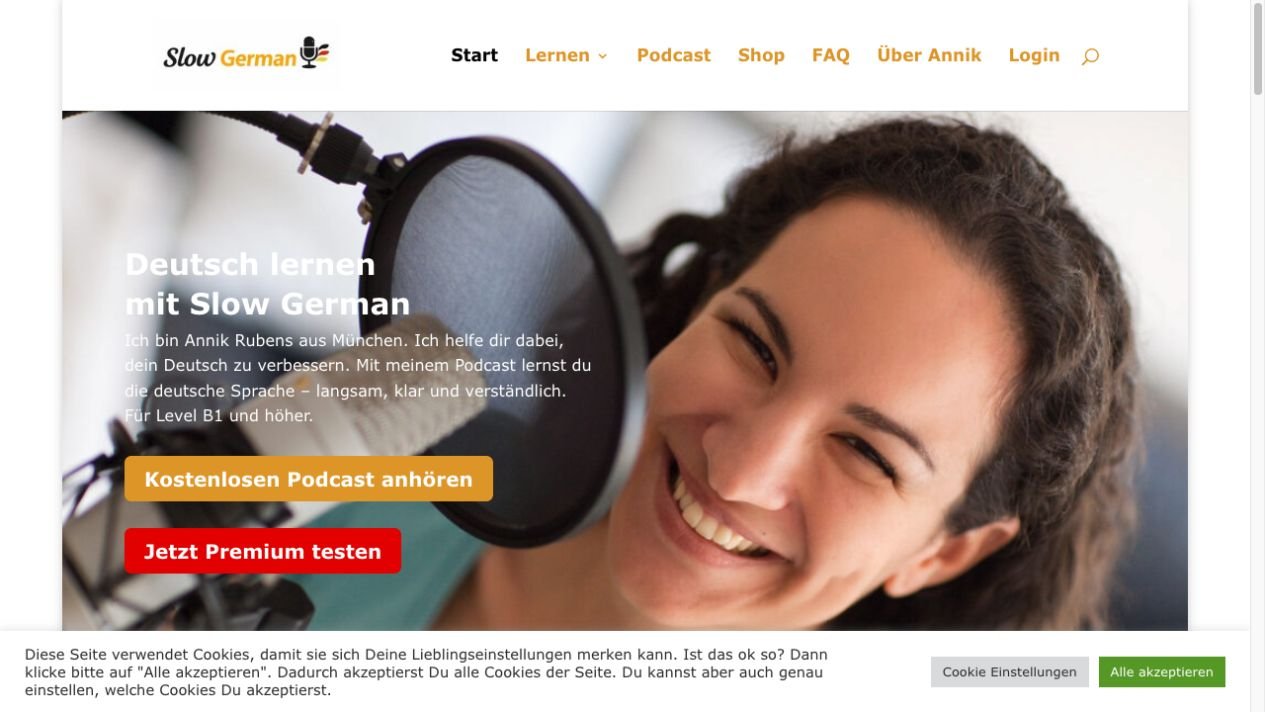 Slow German
Start
Lernen
Podcast
Shop
FAQ
Über Annik
Login
Deutsch lernen
mit Slow German
Ich bin Annik Rubens aus München. Ich helfe dir dabei,
dein Deutsch zu verbessern. Mit meinem Podcast lernst du
die deutsche Sprache – langsam, klar und verständlich.
Für Level B1 und höher.
Kostenlosen Podcast anhören
Jetzt Premium testen
Diese Seite verwendet Cookies, damit sie sich Deine Lieblingseinstellungen merken kann. Ist das ok so? Dann
klicke bitte auf "Alle akzeptieren". Dadurch akzeptierst Du alle Cookies der Seite. Du kannst aber auch genau
einstellen, welche Cookies Du akzeptierst.
Cookie Einstellungen
Alle akzeptieren